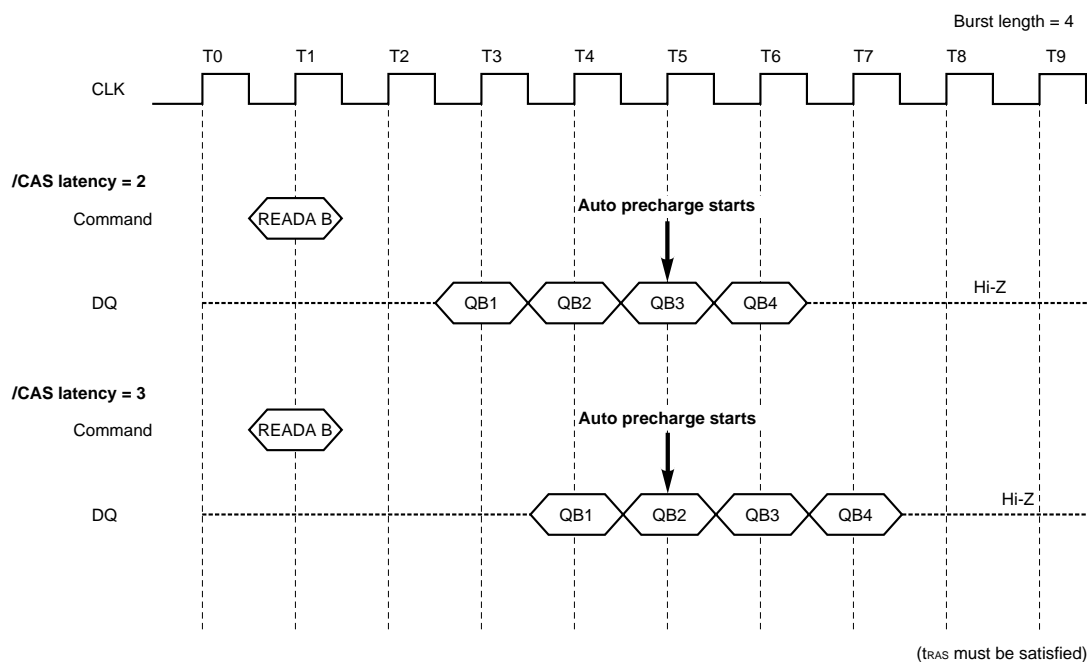 Burst length = 4
T0 T1 T2 T3 T4 T5 T6 T7 T8 T9
CLK
/CAS latency = 2
Command READA B
Auto precharge starts
DQ QB1 QB2 QB3 QB4 Hi-Z
/CAS latency = 3
Command READA B
Auto precharge starts
DQ QB1 QB2 QB3 QB4 Hi-Z
(tRAS must be satisfied)